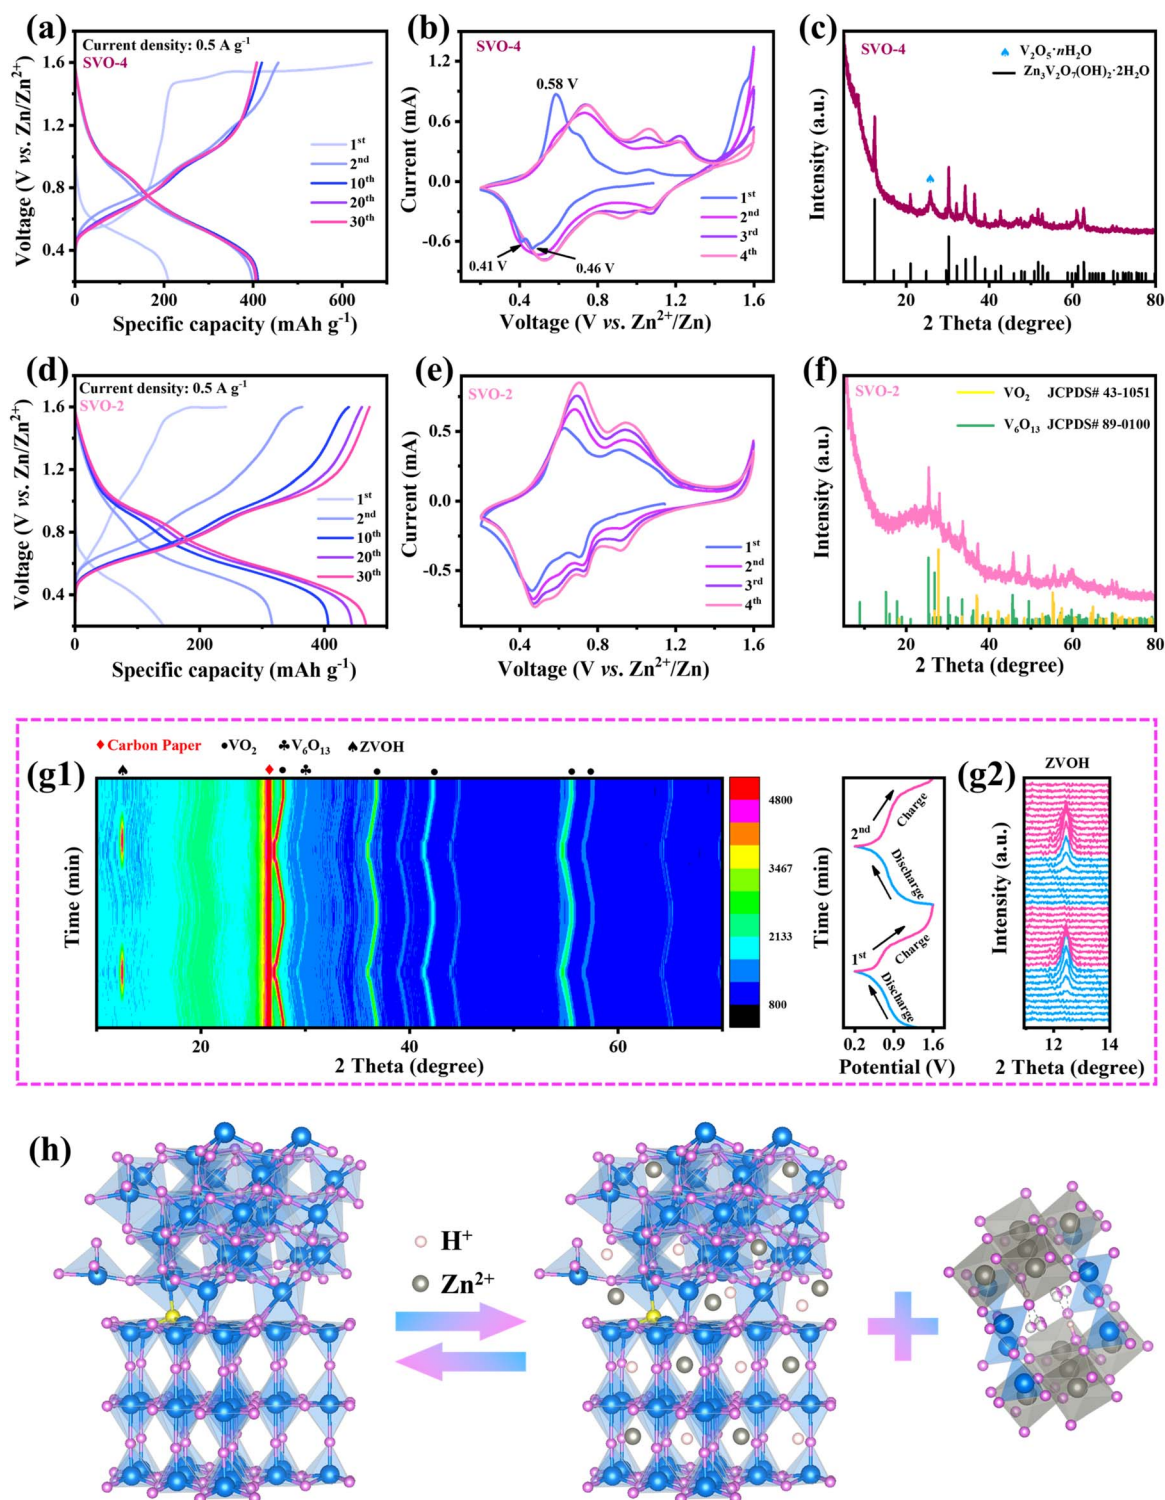 (a)
Current density: 0.5 A g⁻¹
SVO-4
1.6
1.2
0.8
0.4
1ˢᵗ
2ⁿᵈ
10ᵗʰ
20ᵗʰ
30ᵗʰ
0 200 400 600
Voltage (V vs. Zn/Zn²⁺)
Specific capacity (mAh g⁻¹)
(b)
SVO-4
1.2
0.6
0.0
-0.6
0.58 V
0.41 V
0.46 V
1ˢᵗ
2ⁿᵈ
3ʳᵈ
4ᵗʰ
0.4 0.8 1.2 1.6
Current (mA)
Voltage (V vs. Zn²⁺/Zn)
(c)
SVO-4
V₂O₅·nH₂O
Zn₃V₂O₇(OH)₂·2H₂O
20 40 60 80
Intensity (a.u.)
2 Theta (degree)
(d)
Current density: 0.5 A g⁻¹
SVO-2
1.6
1.2
0.8
0.4
1ˢᵗ
2ⁿᵈ
10ᵗʰ
20ᵗʰ
30ᵗʰ
0 200 400
Voltage (V vs. Zn/Zn²⁺)
Specific capacity (mAh g⁻¹)
(e)
SVO-2
0.5
0.0
-0.5
1ˢᵗ
2ⁿᵈ
3ʳᵈ
4ᵗʰ
0.4 0.8 1.2 1.6
Current (mA)
Voltage (V vs. Zn²⁺/Zn)
(f)
SVO-2
VO₂ JCPDS# 43-1051
V₆O₁₃ JCPDS# 89-0100
20 40 60 80
Intensity (a.u.)
2 Theta (degree)
♦ Carbon Paper ●VO₂ ♣V₆O₁₃ ♠ZVOH
(g1)
4800
3467
2133
800
20 40 60
Time (min)
2 Theta (degree)
2ⁿᵈ
Charge
Discharge
1ˢᵗ
Charge
Discharge
0.2 0.9 1.6
Time (min)
Potential (V)
(g2)
ZVOH
12 14
Intensity (a.u.)
2 Theta (degree)
(h)
H⁺
Zn²⁺